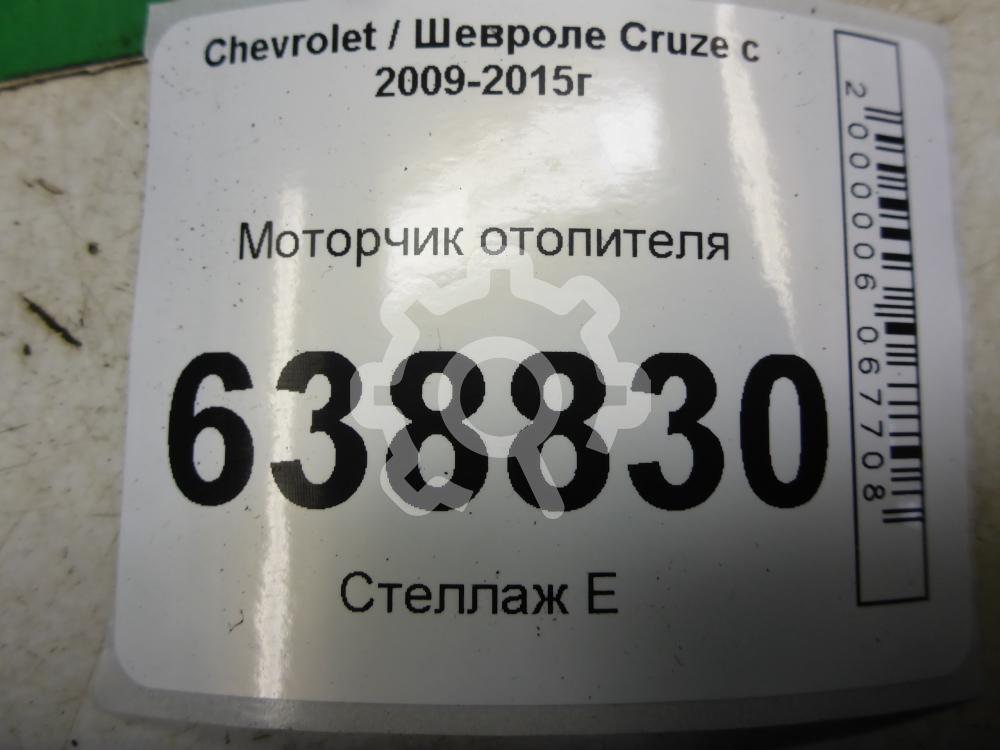 Chevrolet / Шевроле Cruze с
2009-2015г
Моторчик отопителя
638830
Стеллаж Е
2000006067708